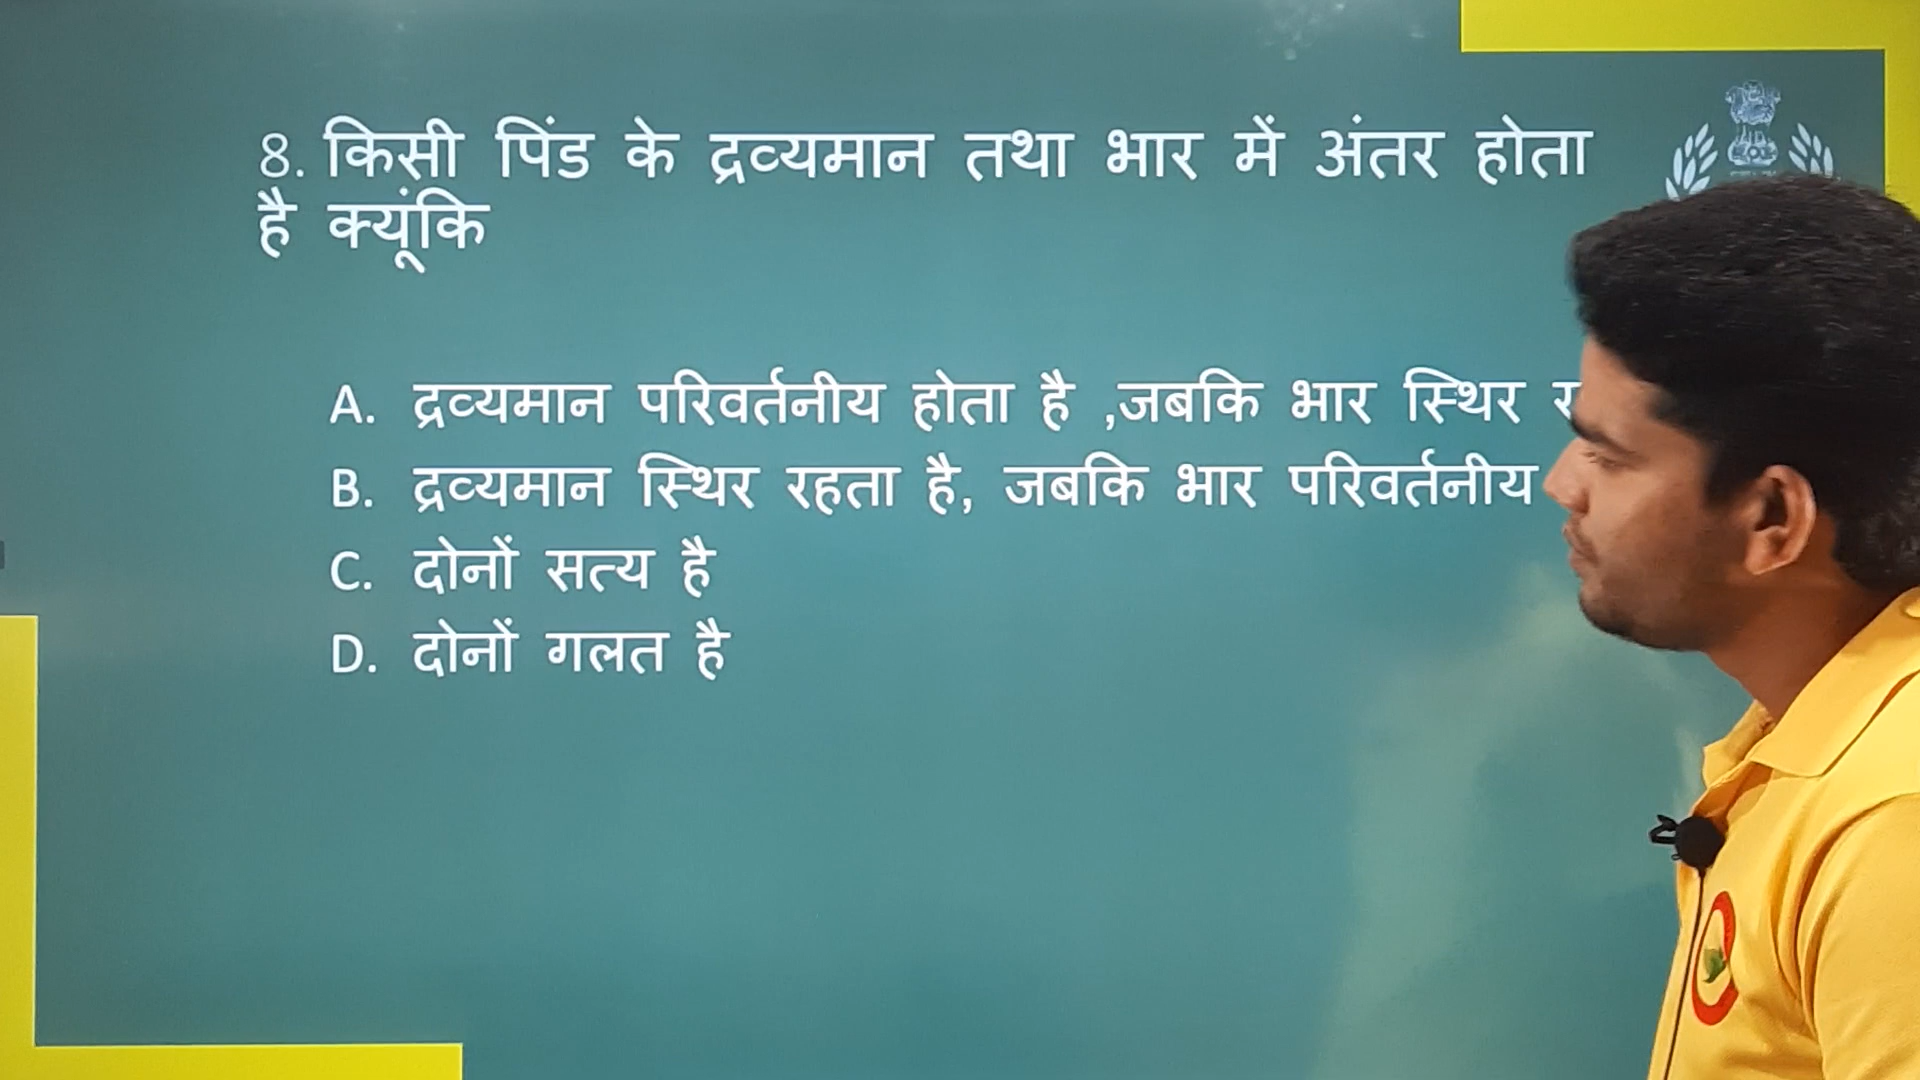 8. किसी पिंड के द्रव्यमान तथा भार में अंतर होता
है क्यूंकि
A. द्रव्यमान परिवर्तनीय होता है ,जबकि भार स्थिर
B. द्रव्यमान स्थिर रहता है, जबकि भार परिवर्तनीय
C. दोनों सत्य है
D. दोनों गलत है